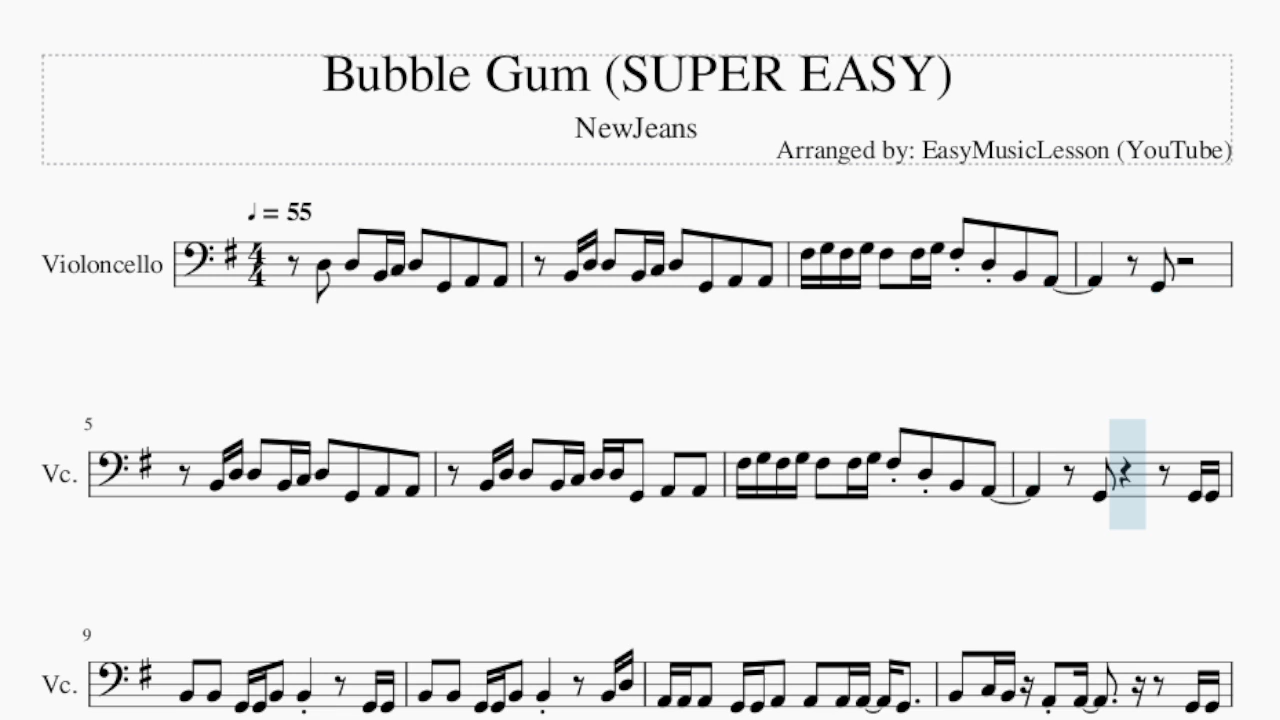 Bubble Gum (SUPER EASY)
NewJeans
Arranged by: EasyMusicLesson (YouTube)
♩ = 55
Violoncello
4
4
5
Vc.
9
Vc.